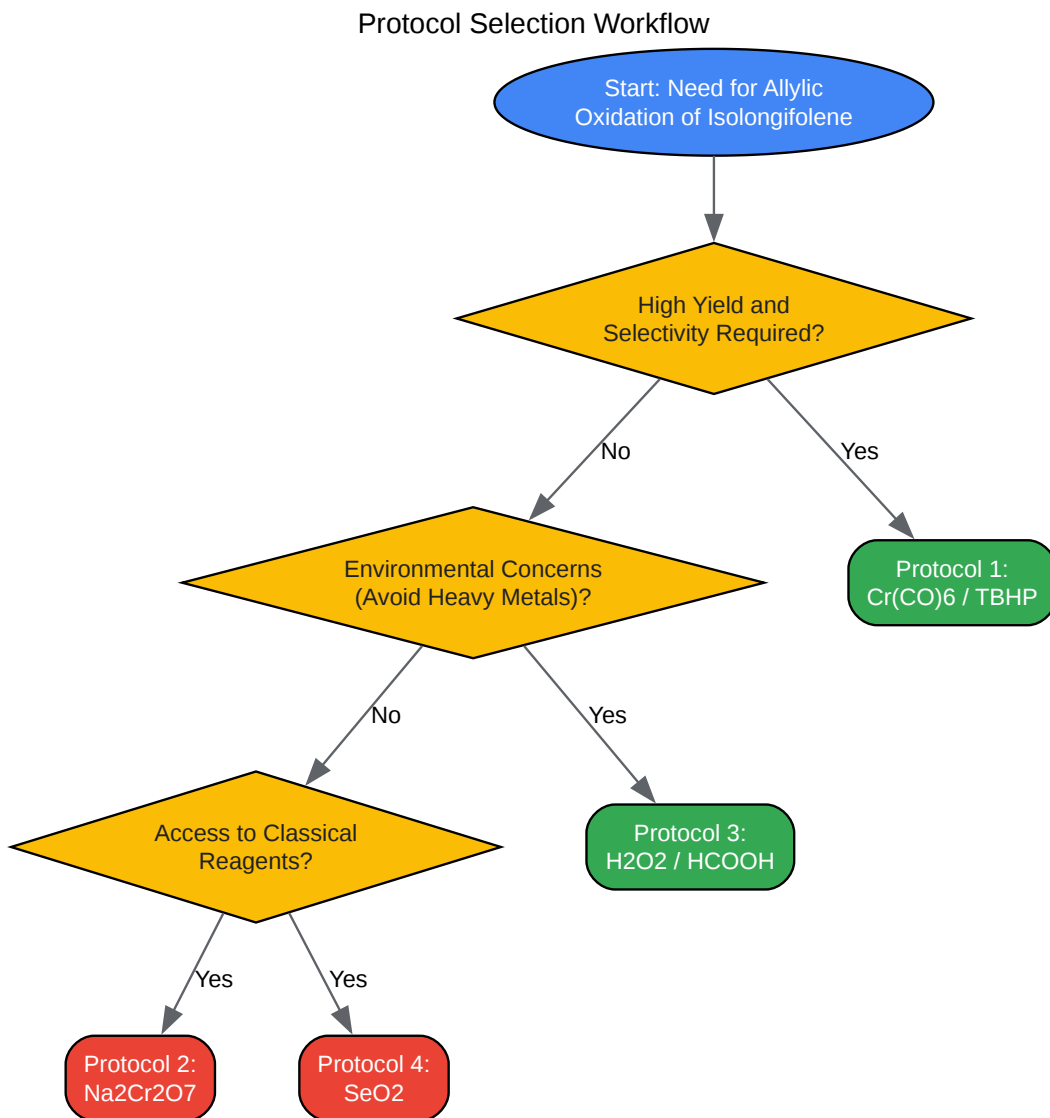 Protocol Selection Workflow
Start: Need for Allylic
Oxidation of Isolongifolene
High Yield and
Selectivity Required?
No
Yes
Environmental Concerns
(Avoid Heavy Metals)?
Protocol 1:
Cr(CO)6 / TBHP
No
Yes
Access to Classical
Reagents?
Protocol 3:
H2O2 / HCOOH
Yes
Yes
Protocol 2:
Na2Cr2O7
Protocol 4:
SeO2